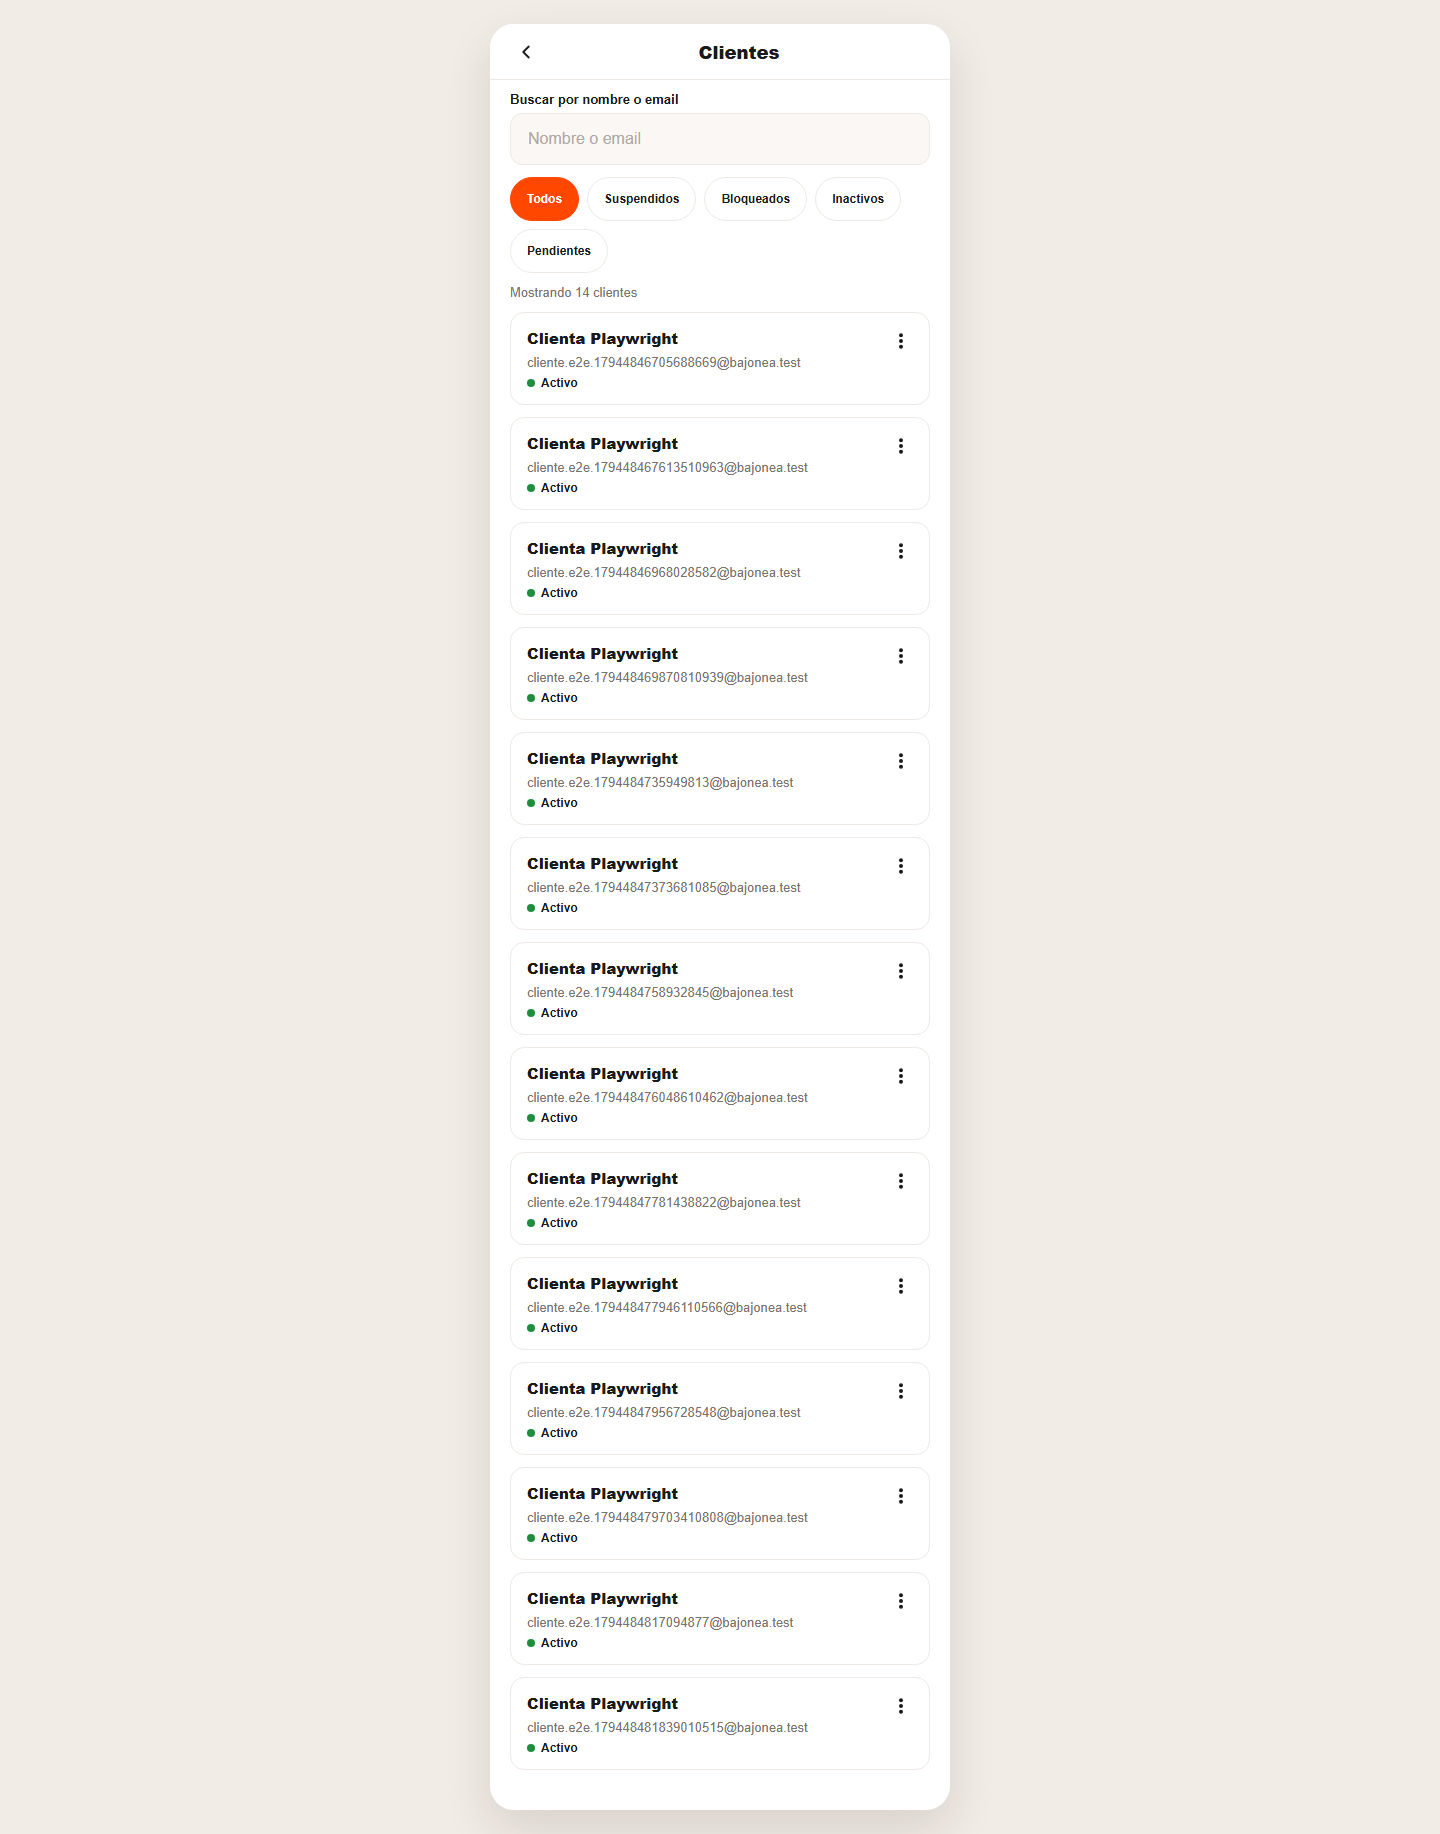 Clientes
Buscar por nombre o email
Nombre o email
Todos
Suspendidos
Bloqueados
Inactivos
Pendientes
Mostrando 14 clientes
Clienta Playwright
cliente.e2e.17944846705688669@bajonea.test
Activo
Clienta Playwright
cliente.e2e.179448467613510963@bajonea.test
Activo
Clienta Playwright
cliente.e2e.17944846968028582@bajonea.test
Activo
Clienta Playwright
cliente.e2e.179448469870810939@bajonea.test
Activo
Clienta Playwright
cliente.e2e.1794484735949813@bajonea.test
Activo
Clienta Playwright
cliente.e2e.17944847373681085@bajonea.test
Activo
Clienta Playwright
cliente.e2e.1794484758932845@bajonea.test
Activo
Clienta Playwright
cliente.e2e.179448476048610462@bajonea.test
Activo
Clienta Playwright
cliente.e2e.17944847781438822@bajonea.test
Activo
Clienta Playwright
cliente.e2e.179448477946110566@bajonea.test
Activo
Clienta Playwright
cliente.e2e.17944847956728548@bajonea.test
Activo
Clienta Playwright
cliente.e2e.179448479703410808@bajonea.test
Activo
Clienta Playwright
cliente.e2e.1794484817094877@bajonea.test
Activo
Clienta Playwright
cliente.e2e.179448481839010515@bajonea.test
Activo